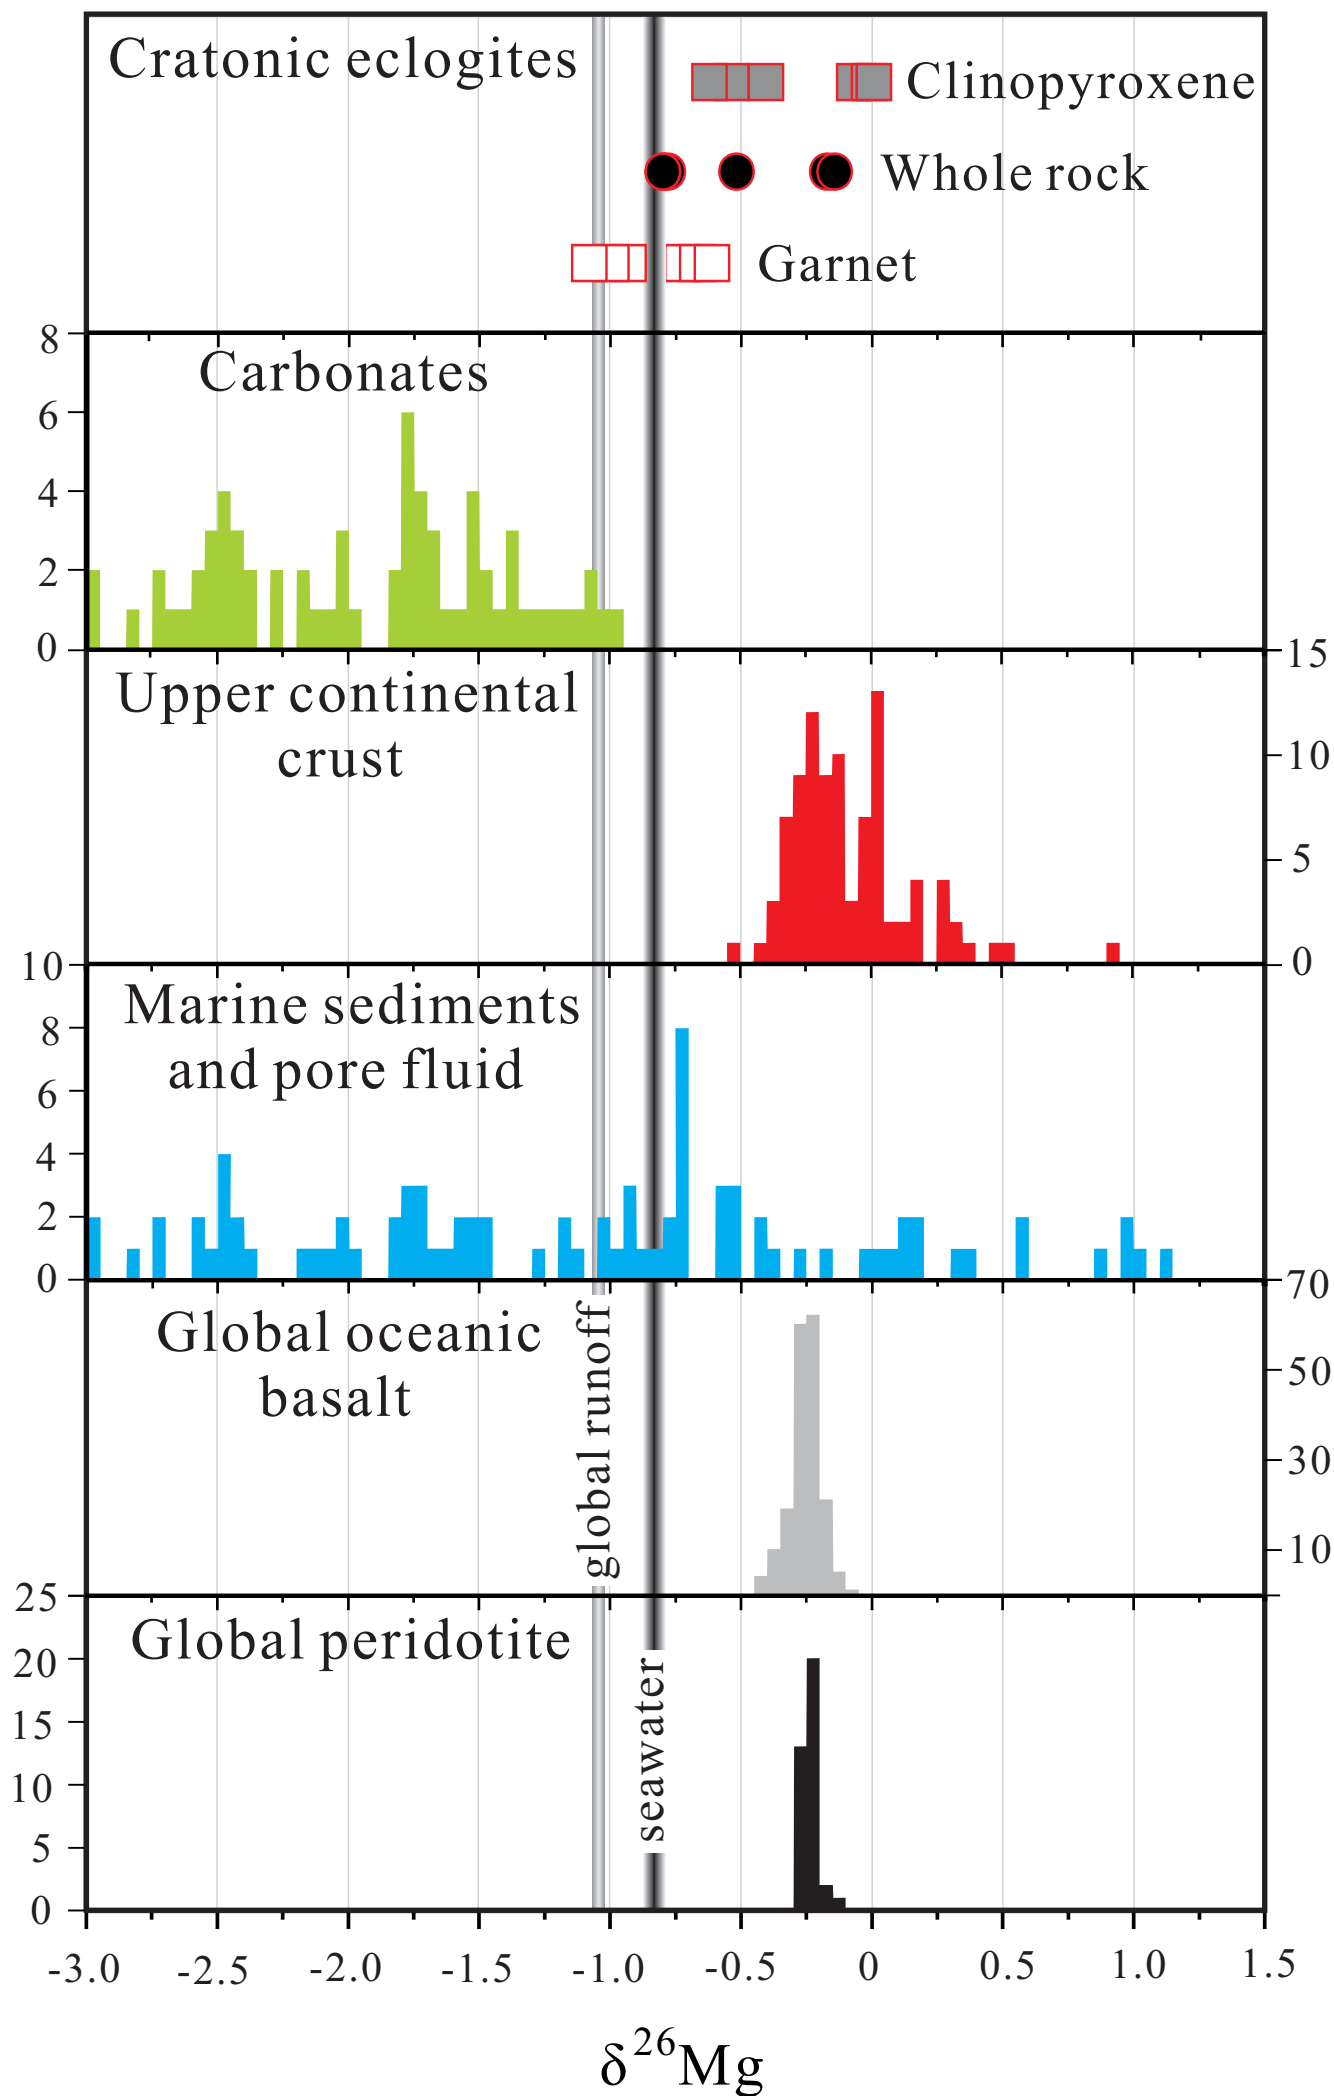 Cratonic eclogites
Clinopyroxene
Whole rock
Garnet
8
Carbonates
6
4
2
0
15
Upper continental
crust
10
5
0
10
Marine sediments
and pore fluid
8
6
4
2
0
70
Global oceanic
basalt
global runoff
50
30
10
25
Global peridotite
seawater
20
15
10
5
0
-3.0 -2.5 -2.0 -1.5 -1.0 -0.5 0 0.5 1.0 1.5
δ²⁶Mg